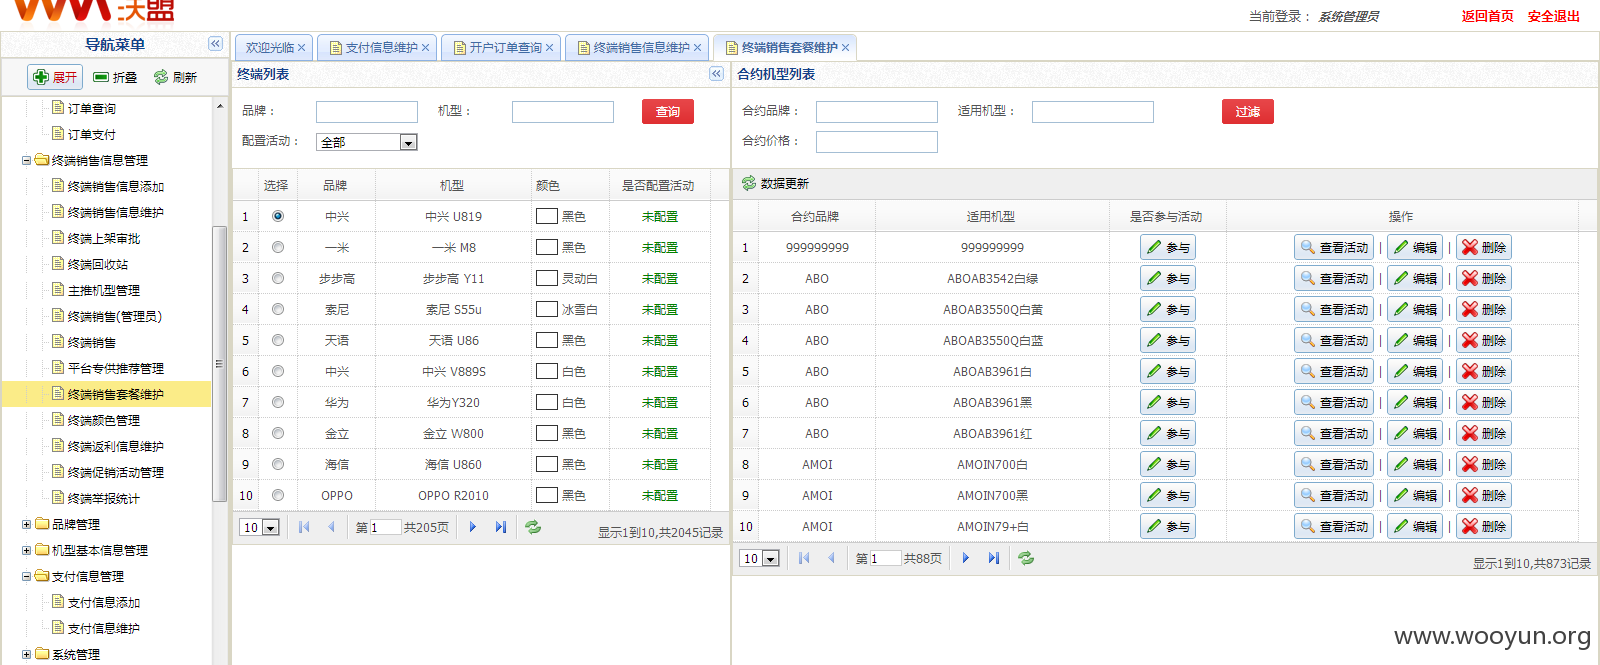 沃盟
当前登录： 系统管理员 返回首页 安全退出
导航菜单
展开 折叠 刷新
订单查询
订单支付
终端销售信息管理
终端销售信息添加
终端销售信息维护
终端上架审批
终端回收站
主推机型管理
终端销售(管理员)
终端销售
平台专供推荐管理
终端销售套餐维护
终端颜色管理
终端返利信息维护
终端促销活动管理
终端举报统计
品牌管理
机型基本信息管理
支付信息管理
支付信息添加
支付信息维护
系统管理
欢迎光临 支付信息维护 开户订单查询 终端销售信息维护 终端销售套餐维护
终端列表
品牌： 机型： 查询
配置活动： 全部
选择 品牌 机型 颜色 是否配置活动
1 中兴 中兴 U819 黑色 未配置
2 一米 一米 M8 黑色 未配置
3 步步高 步步高 Y11 灵动白 未配置
4 索尼 索尼 S55u 冰雪白 未配置
5 天语 天语 U86 黑色 未配置
6 中兴 中兴 V889S 白色 未配置
7 华为 华为Y320 白色 未配置
8 金立 金立 W800 黑色 未配置
9 海信 海信 U860 黑色 未配置
10 OPPO OPPO R2010 黑色 未配置
10 第 1 共205页 显示1到10,共2045记录
合约机型列表
合约品牌： 适用机型： 过滤
合约价格：
数据更新
合约品牌 适用机型 是否参与活动 操作
1 999999999 999999999 参与 查看活动 | 编辑 | 删除
2 ABO ABOAB3542白绿 参与 查看活动 | 编辑 | 删除
3 ABO ABOAB3550Q白黄 参与 查看活动 | 编辑 | 删除
4 ABO ABOAB3550Q白蓝 参与 查看活动 | 编辑 | 删除
5 ABO ABOAB3961白 参与 查看活动 | 编辑 | 删除
6 ABO ABOAB3961黑 参与 查看活动 | 编辑 | 删除
7 ABO ABOAB3961红 参与 查看活动 | 编辑 | 删除
8 AMOI AMOIN700白 参与 查看活动 | 编辑 | 删除
9 AMOI AMOIN700黑 参与 查看活动 | 编辑 | 删除
10 AMOI AMOIN79+白 参与 查看活动 | 编辑 | 删除
10 第 1 共88页 显示1到10,共873记录
www.wooyun.org